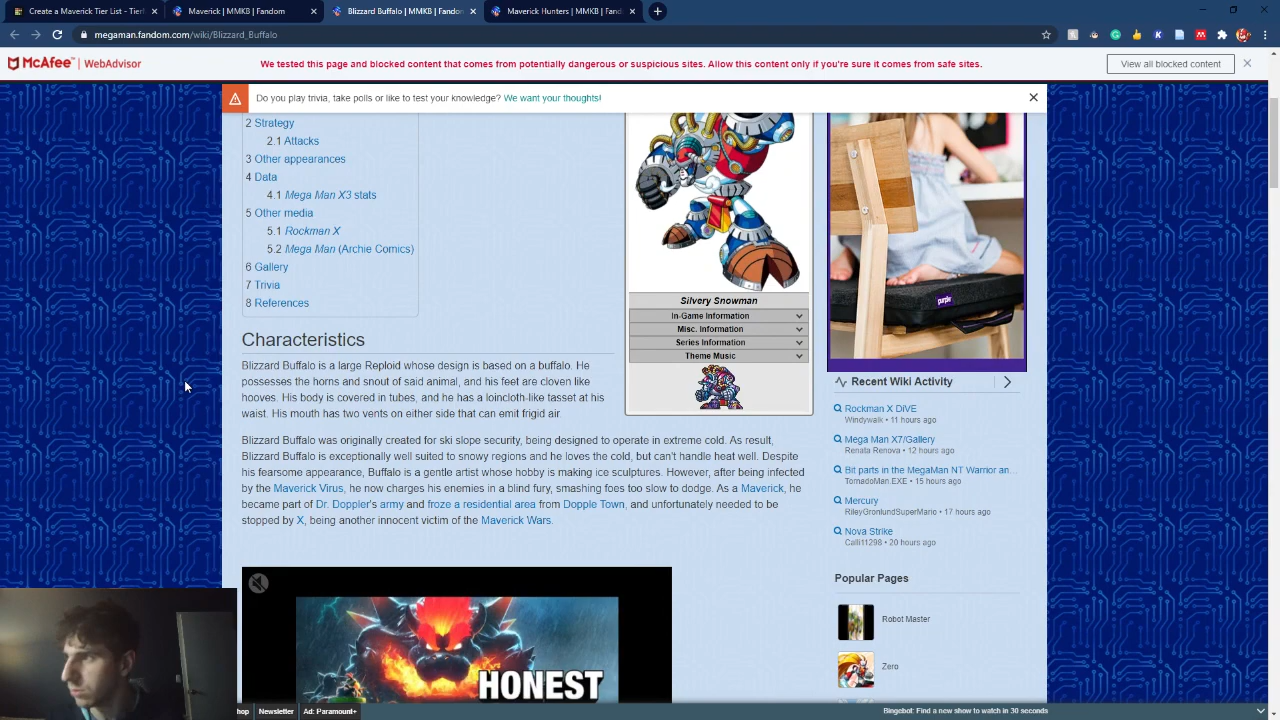 Create a Maverick Tier List - Tierl
Maverick | MMKB | Fandom
Blizzard Buffalo | MMKB | Fandom
Maverick Hunters | MMKB | Fandom
megaman.fandom.com/wiki/Blizzard_Buffalo
McAfee™ | WebAdvisor
We tested this page and blocked content that comes from potentially dangerous or suspicious sites. Allow this content only if you're sure it comes from safe sites.
View all blocked content
Do you play trivia, take polls or like to test your knowledge? We want your thoughts!
2 Strategy
2.1 Attacks
3 Other appearances
4 Data
4.1 Mega Man X3 stats
5 Other media
5.1 Rockman X
5.2 Mega Man (Archie Comics)
6 Gallery
7 Trivia
8 References
Silvery Snowman
In-Game Information
Misc. Information
Series Information
Theme Music
purple
Characteristics
Blizzard Buffalo is a large Reploid whose design is based on a buffalo. He
possesses the horns and snout of said animal, and his feet are cloven like
hooves. His body is covered in tubes, and he has a loincloth-like tasset at his
waist. His mouth has two vents on either side that can emit frigid air.
Blizzard Buffalo was originally created for ski slope security, being designed to operate in extreme cold. As result,
Blizzard Buffalo is exceptionally well suited to snowy regions and he loves the cold, but can't handle heat well. Despite
his fearsome appearance, Buffalo is a gentle artist whose hobby is making ice sculptures. However, after being infected
by the Maverick Virus, he now charges his enemies in a blind fury, smashing foes too slow to dodge. As a Maverick, he
became part of Dr. Doppler's army and froze a residential area from Dopple Town, and unfortunately needed to be
stopped by X, being another innocent victim of the Maverick Wars.
Recent Wiki Activity
Rockman X DiVE
Windywalk • 11 hours ago
Mega Man X7/Gallery
Renata Renova • 12 hours ago
Bit parts in the MegaMan NT Warrior an...
TomadoMan.EXE • 15 hours ago
Mercury
RileyGronlundSuperMario • 17 hours ago
Nova Strike
Calli11298 • 20 hours ago
Popular Pages
Robot Master
Zero
HONEST
hop
Newsletter
Ad: Paramount+
Bingebot: Find a new show to watch in 30 seconds